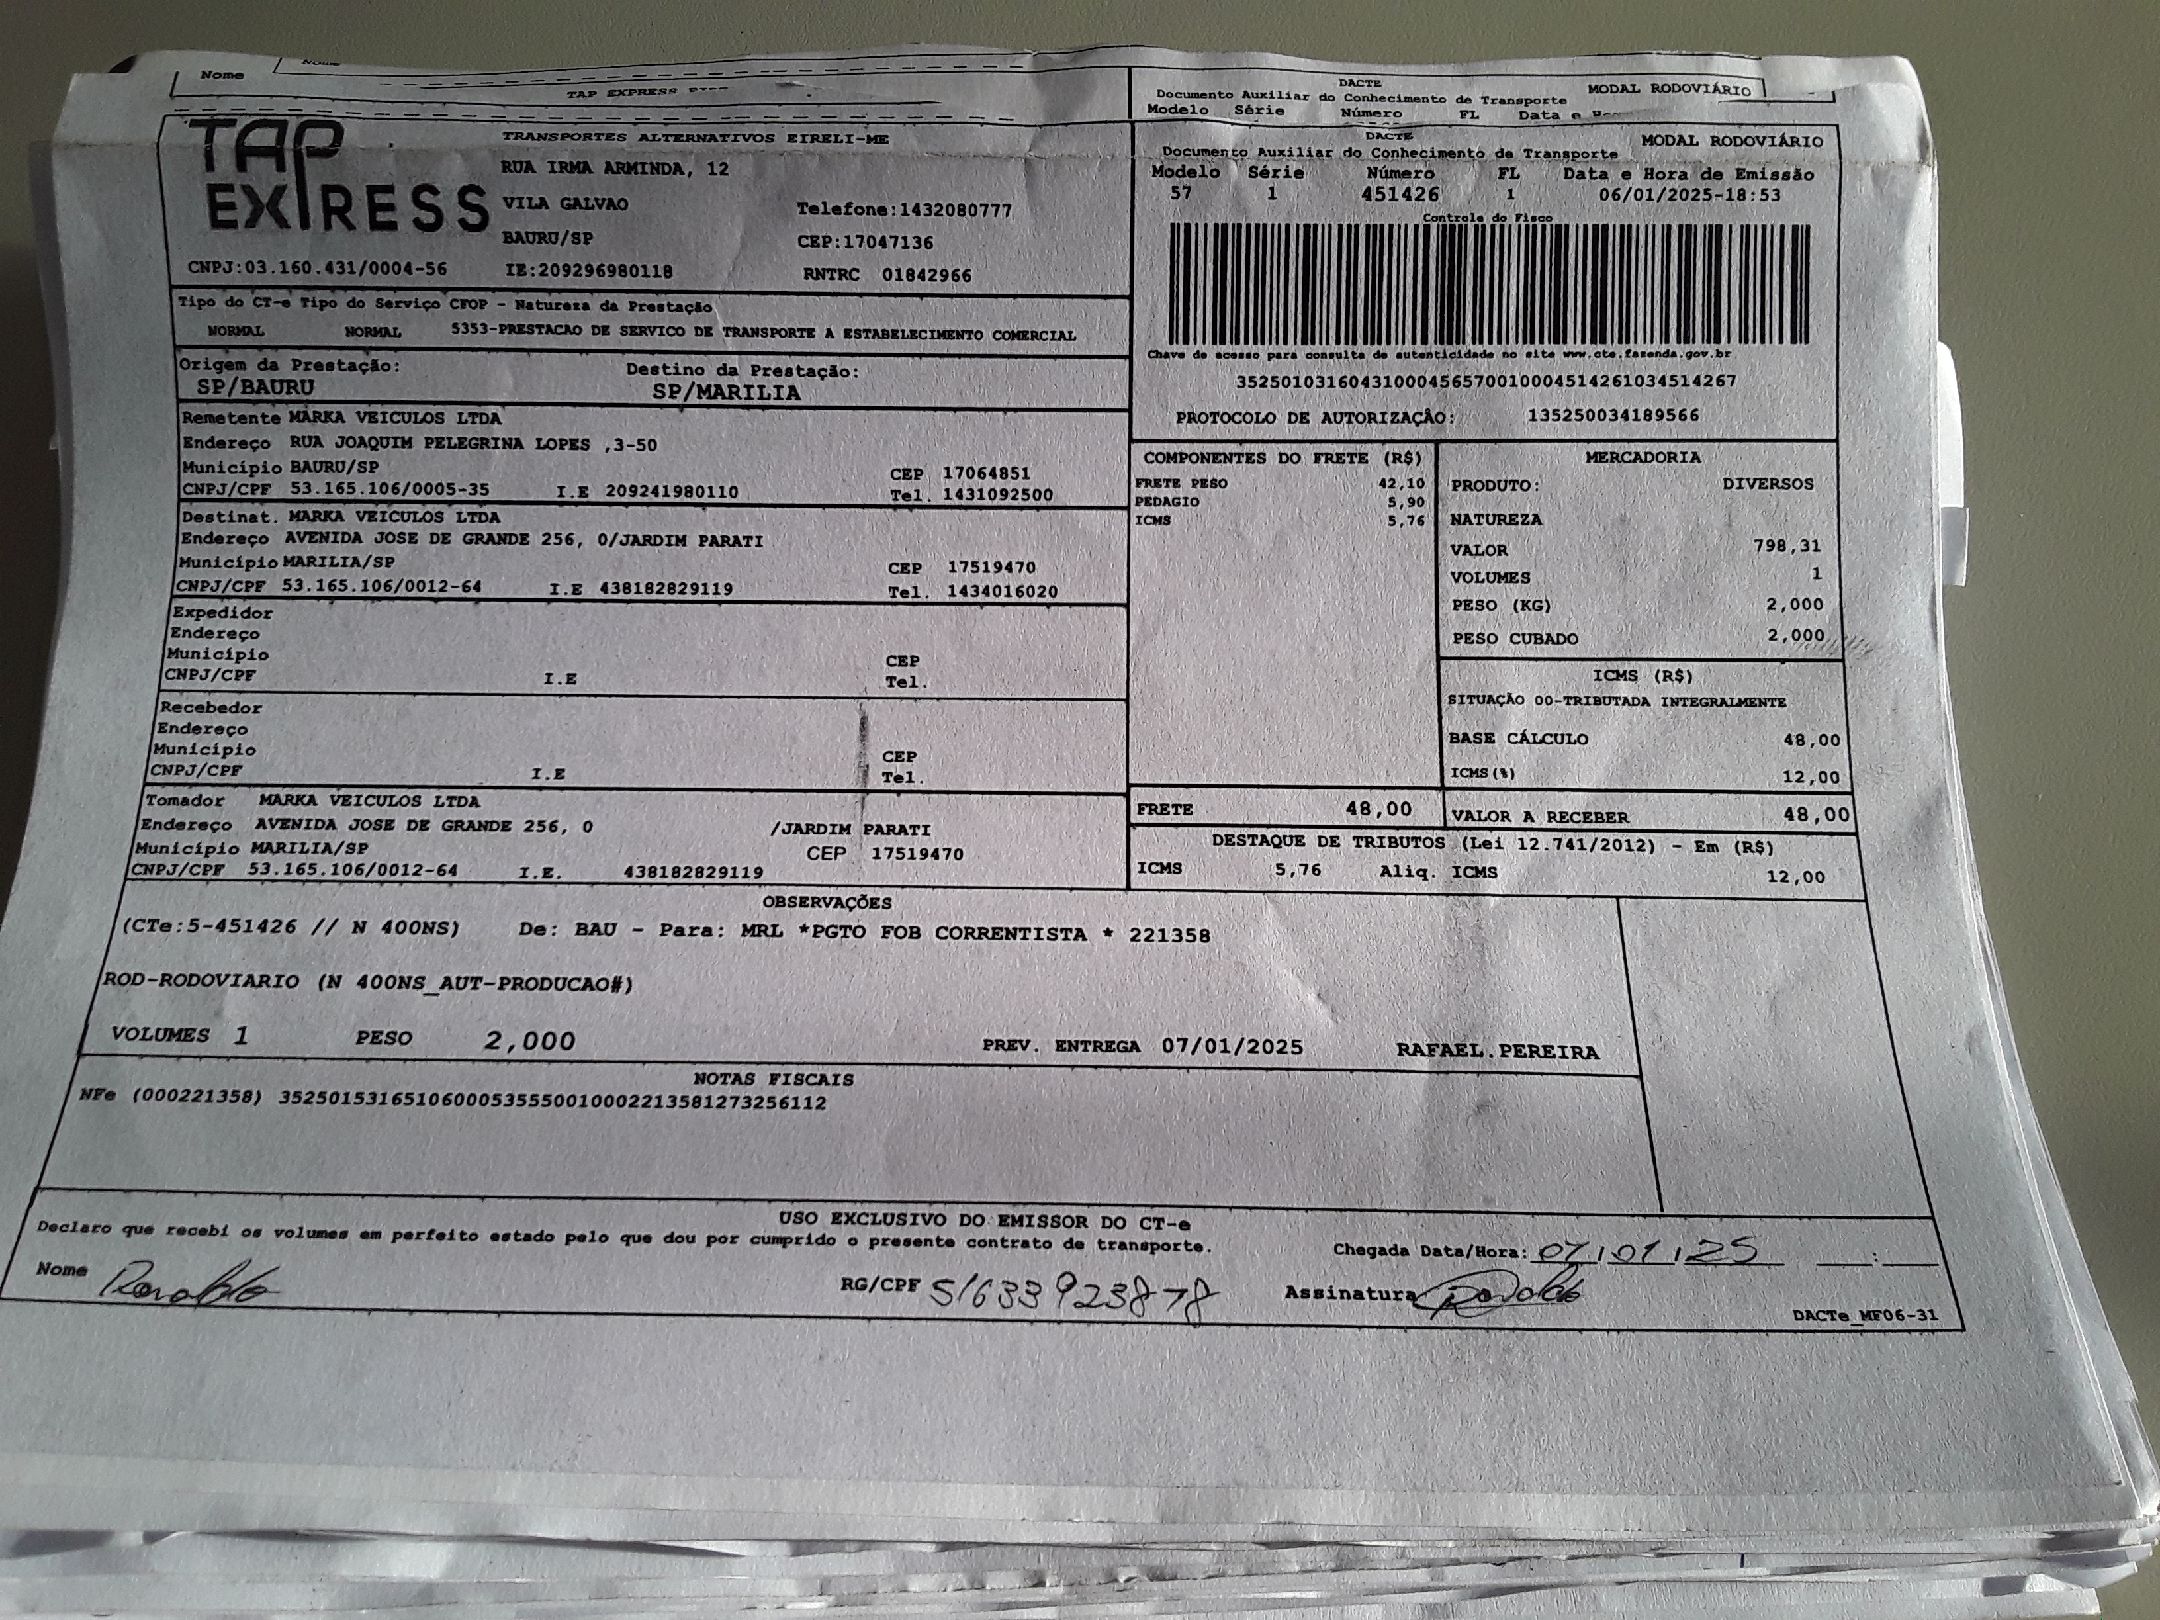 Nome
TAP EXPRESS
DACTE
MODAL RODOVIÁRIO
Documento Auxiliar do Conhecimento de Transporte
Modelo Série Número FL Data e
TAP EXPRESS
TRANSPORTES ALTERNATIVOS EIRELI-ME
RUA IRMA ARMINDA, 12
VILA GALVAO Telefone:1432080777
BAURU/SP CEP:17047136
CNPJ:03.160.431/0004-56 IE:209296980118 RNTRC 01842966
DACTE MODAL RODOVIÁRIO
Documento Auxiliar do Conhecimento de Transporte
Modelo Série Número FL Data e Hora de Emissão
57 1 451426 1 06/01/2025-18:53
Controle do Fisco
Chave de acesso para consulta de autenticidade no site www.cte.fazenda.gov.br
35250103160431000456570010004514261034514267
PROTOCOLO DE AUTORIZAÇÃO: 135250034189566
Tipo do CT-e Tipo do Serviço CFOP - Natureza da Prestação
NORMAL NORMAL 5353-PRESTACAO DE SERVICO DE TRANSPORTE A ESTABELECIMENTO COMERCIAL
Origem da Prestação: Destino da Prestação:
SP/BAURU SP/MARILIA
Remetente MARKA VEICULOS LTDA
Endereço RUA JOAQUIM PELEGRINA LOPES ,3-50
Município BAURU/SP CEP 17064851
CNPJ/CPF 53.165.106/0005-35 I.E 209241980110 Tel. 1431092500
Destinat. MARKA VEICULOS LTDA
Endereço AVENIDA JOSE DE GRANDE 256, 0/JARDIM PARATI
Município MARILIA/SP CEP 17519470
CNPJ/CPF 53.165.106/0012-64 I.E 438182829119 Tel. 1434016020
Expedidor
Endereço
Município CEP
CNPJ/CPF I.E Tel.
Recebedor
Endereço
Município CEP
CNPJ/CPF I.E Tel.
Tomador MARKA VEICULOS LTDA
Endereço AVENIDA JOSE DE GRANDE 256, 0 /JARDIM PARATI
Município MARILIA/SP CEP 17519470
CNPJ/CPF 53.165.106/0012-64 I.E. 438182829119
COMPONENTES DO FRETE (R$)
FRETE PESO 42,10
PEDAGIO 5,90
ICMS 5,76
MERCADORIA
PRODUTO: DIVERSOS
NATUREZA
VALOR 798,31
VOLUMES 1
PESO (KG) 2,000
PESO CUBADO 2,000
ICMS (R$)
SITUAÇÃO 00-TRIBUTADA INTEGRALMENTE
BASE CÁLCULO 48,00
ICMS(%) 12,00
FRETE 48,00 VALOR A RECEBER 48,00
DESTAQUE DE TRIBUTOS (Lei 12.741/2012) - Em (R$)
ICMS 5,76 Aliq. ICMS 12,00
OBSERVAÇÕES
(CTe:5-451426 // N 400NS) De: BAU - Para: MRL *PGTO FOB CORRENTISTA * 221358
ROD-RODOVIARIO (N 400NS_AUT-PRODUCAO#)
VOLUMES 1 PESO 2,000 PREV. ENTREGA 07/01/2025 RAFAEL.PEREIRA
NOTAS FISCAIS
NFe (000221358) 35250153165106000535550010002213581273256112
USO EXCLUSIVO DO EMISSOR DO CT-e
Declaro que recebi os volumes em perfeito estado pelo que dou por cumprido o presente contrato de transporte. Chegada Data/Hora: 07/01/25 :
Nome Ronaldo RG/CPF 51633923878 Assinatura Ronaldo
DACTe_MF06-31